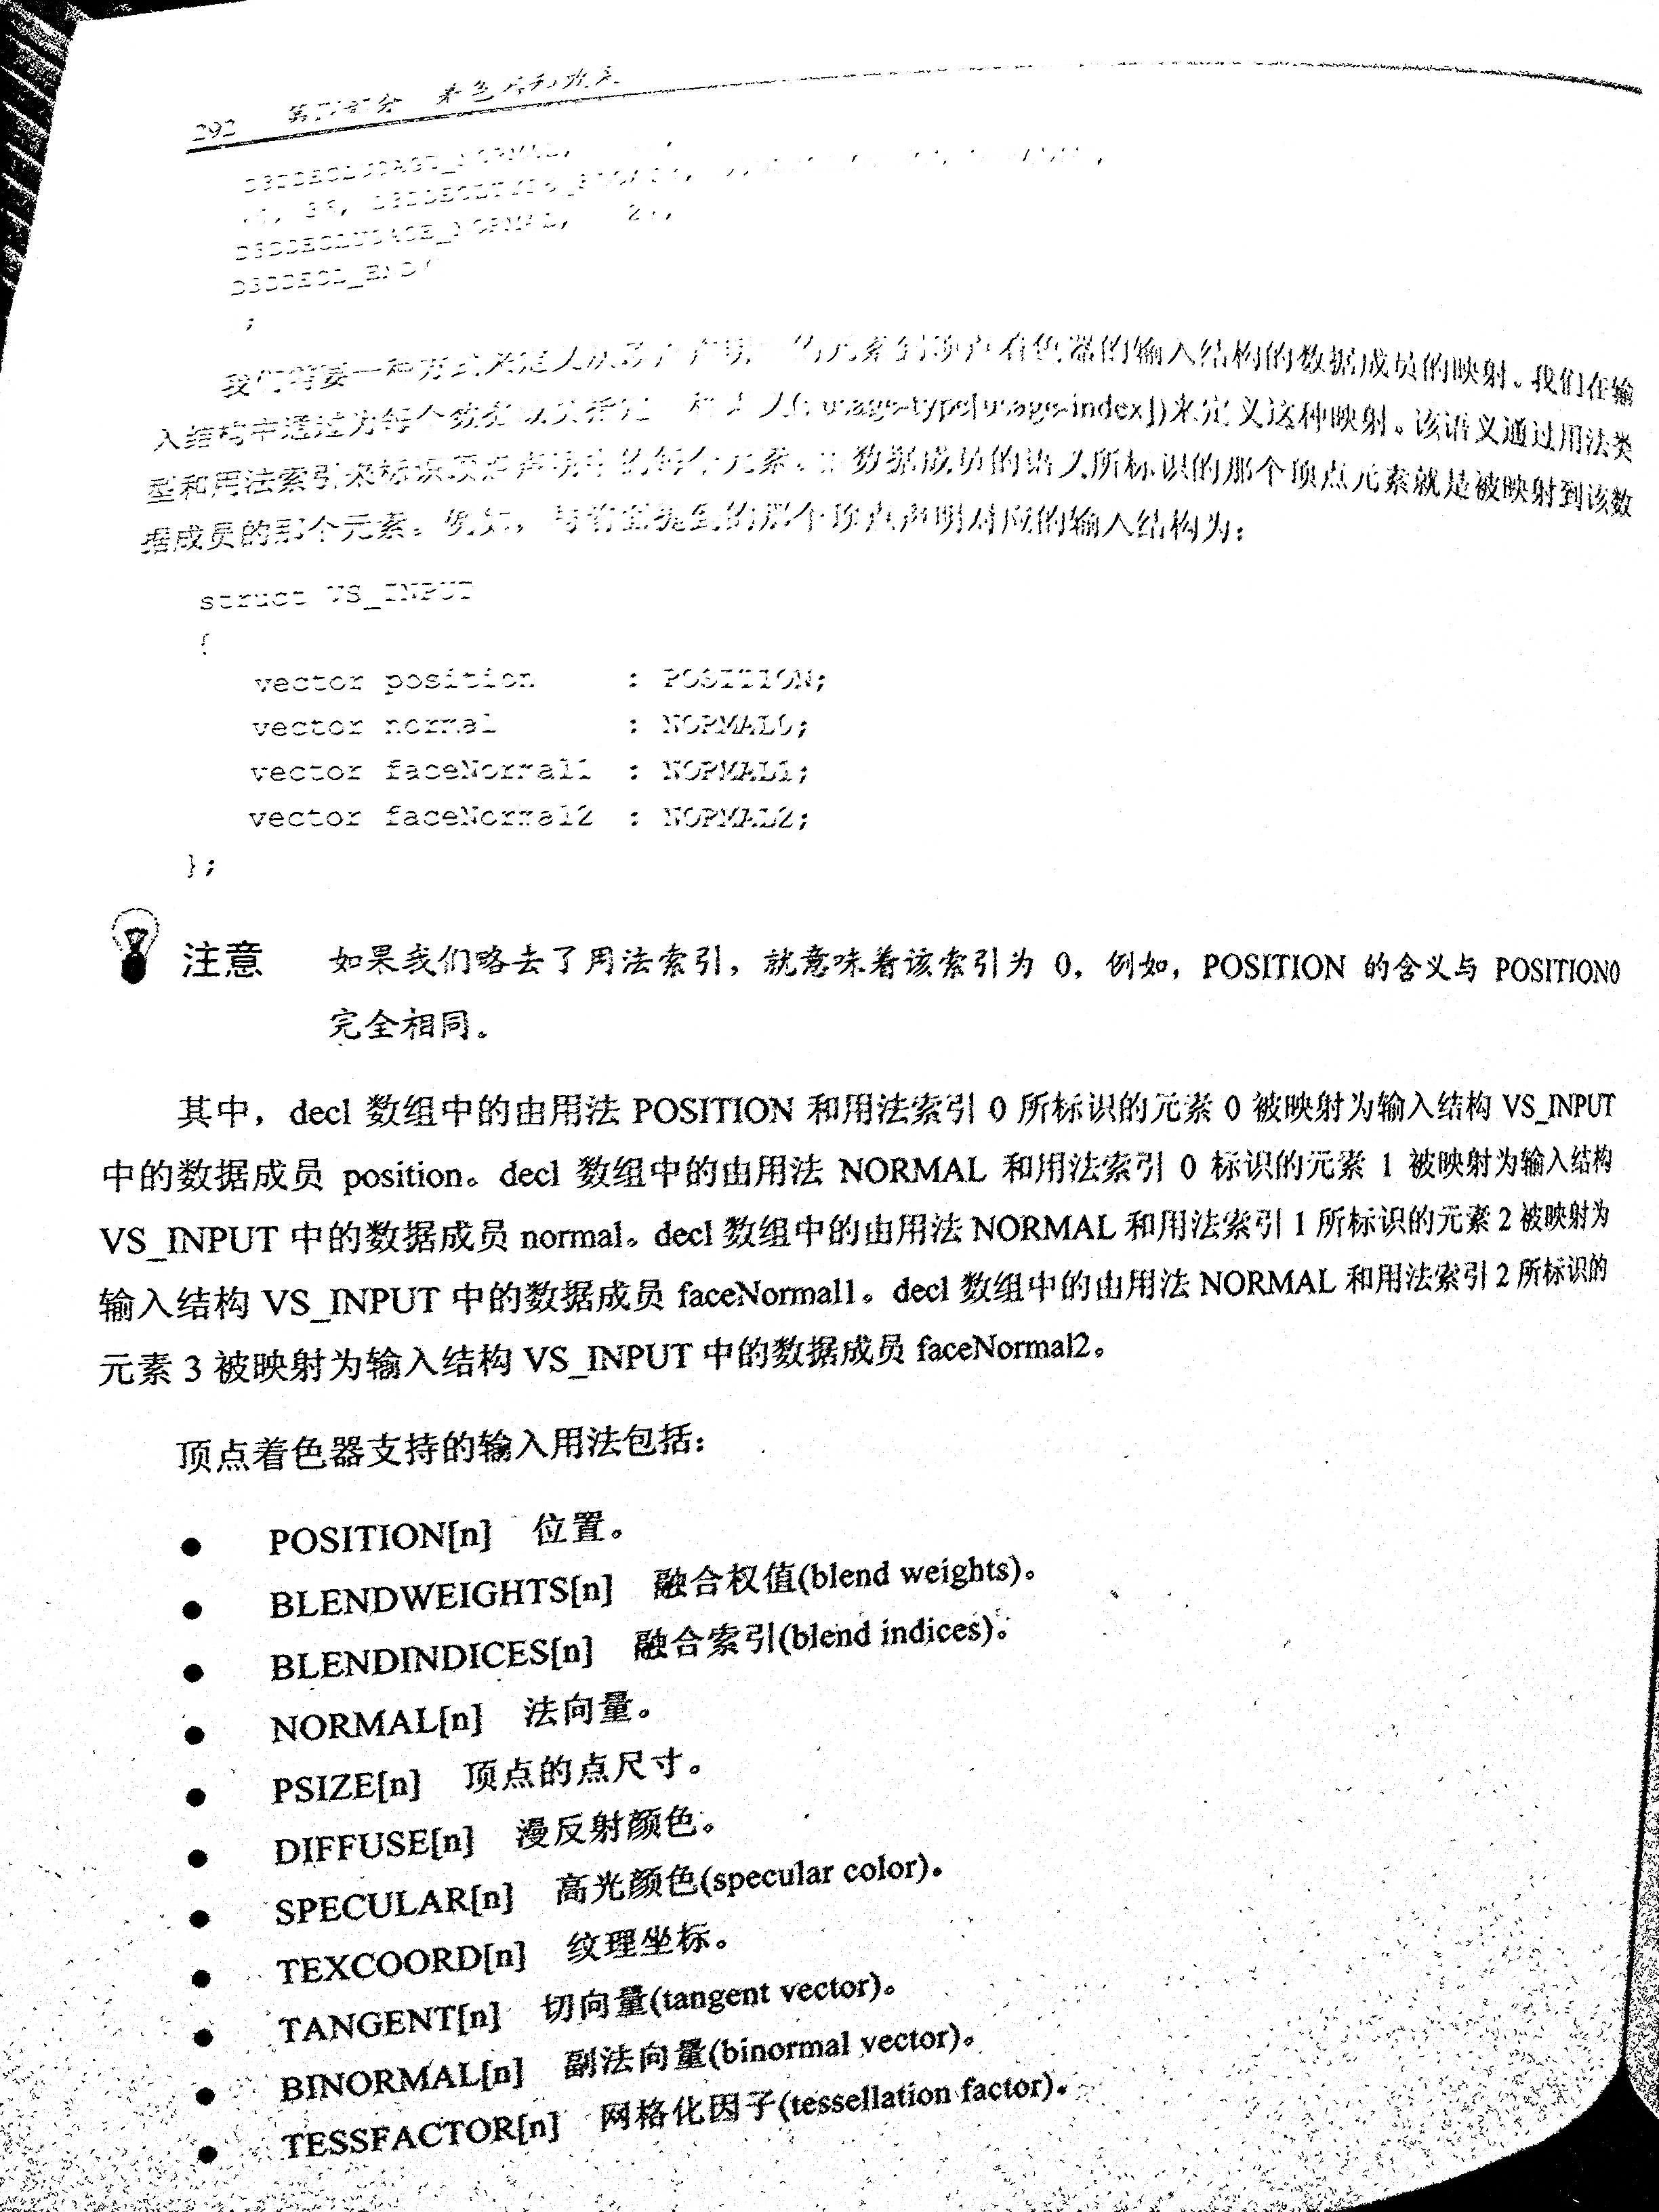 292 第四部分 着色器和效果
D3DDECLUSAGE_NORMAL,
36,
D3DDECLUSAGE_NORMAL, 2},
D3DDECL_END()
;
我们需要一种方式来定义从顶点声明 的元素到顶点着色器的输入结构的数据成员的映射。我们在输
入结构中通过为每个数据成员指定 usage-type[usage-index])来定义这种映射。该语义通过用法类
型和用法索引来标识顶点声明中的每个元素。 数据成员的语义所标识的那个顶点元素就是被映射到该数
据成员的那个元素。例如,与前面提到的那个顶点声明对应的输入结构为:
struct VS_INPUT
{
vector position : POSITION;
vector normal : NORMAL0;
vector faceNormal1 : NORMAL1;
vector faceNormal2 : NORMAL2;
};
注意 如果我们略去了用法索引,就意味着该索引为 0,例如,POSITION 的含义与 POSITION0
完全相同。
其中,decl 数组中的由用法 POSITION 和用法索引 0 所标识的元素 0 被映射为输入结构 VS_INPUT
中的数据成员 position。decl 数组中的由用法 NORMAL 和用法索引 0 标识的元素 1 被映射为输入结构
VS_INPUT 中的数据成员 normal。decl 数组中的由用法 NORMAL 和用法索引 1 所标识的元素 2 被映射为
输入结构 VS_INPUT 中的数据成员 faceNormal1。decl 数组中的由用法 NORMAL 和用法索引 2 所标识的
元素 3 被映射为输入结构 VS_INPUT 中的数据成员 faceNormal2。
顶点着色器支持的输入用法包括:
● POSITION[n] 位置。
● BLENDWEIGHTS[n] 融合权值(blend weights)。
● BLENDINDICES[n] 融合索引(blend indices)。
● NORMAL[n] 法向量。
● PSIZE[n] 顶点的点尺寸。
● DIFFUSE[n] 漫反射颜色。
● SPECULAR[n] 高光颜色(specular color)。
● TEXCOORD[n] 纹理坐标。
● TANGENT[n] 切向量(tangent vector)。
● BINORMAL[n] 副法向量(binormal vector)。
● TESSFACTOR[n] 网格化因子(tessellation factor)。